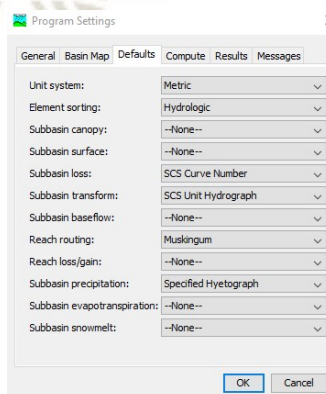 Program Settings
General Basin Map Defaults Compute Results Messages
Unit system: Metric
Element sorting: Hydrologic
Subbasin canopy: --None--
Subbasin surface: --None--
Subbasin loss: SCS Curve Number
Subbasin transform: SCS Unit Hydrograph
Subbasin baseflow: --None--
Reach routing: Muskingum
Reach loss/gain: --None--
Subbasin precipitation: Specified Hyetograph
Subbasin evapotranspiration: --None--
Subbasin snowmelt: --None--
OK Cancel